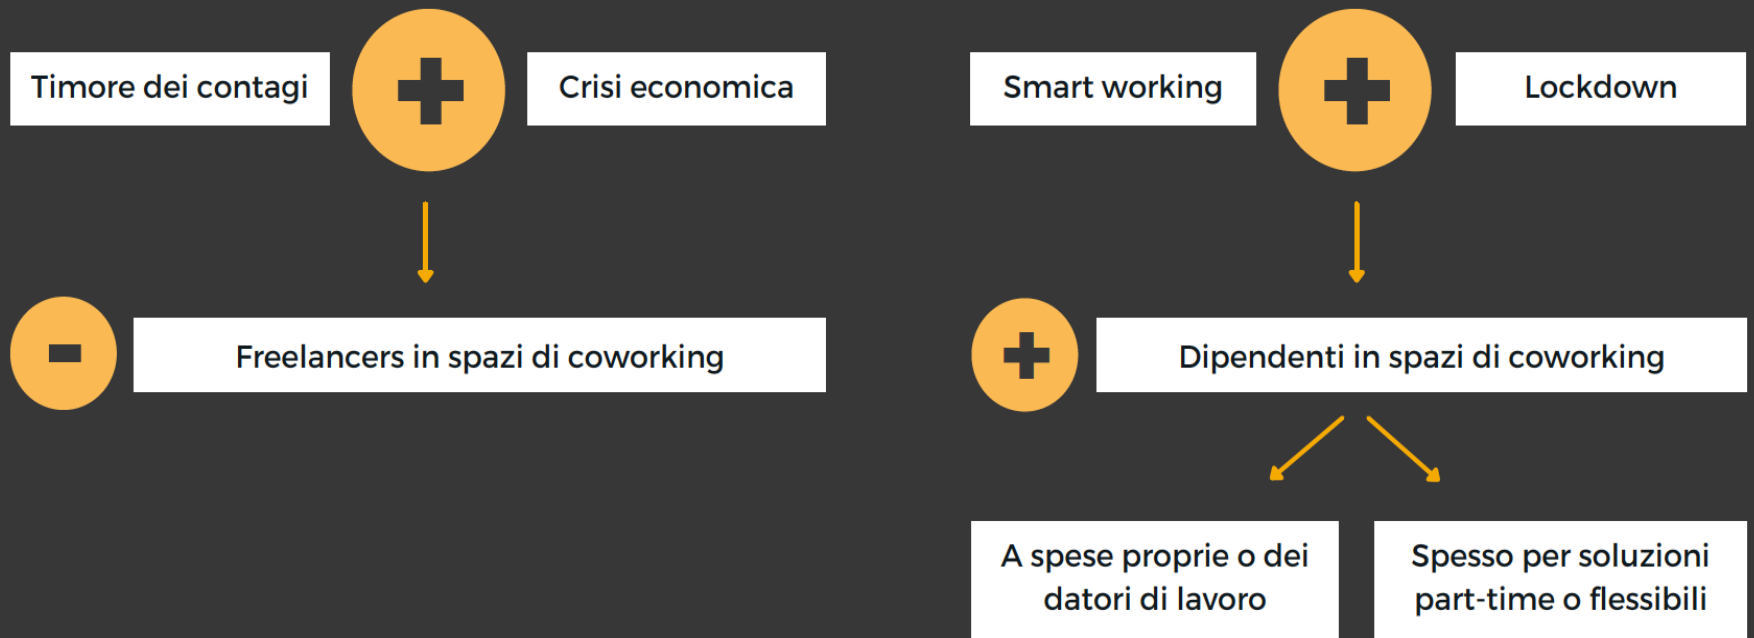 Timore dei contagi
+
Crisi economica
Smart working
+
Lockdown
-
Freelancers in spazi di coworking
+
Dipendenti in spazi di coworking
A spese proprie o dei
datori di lavoro
Spesso per soluzioni
part-time o flessibili